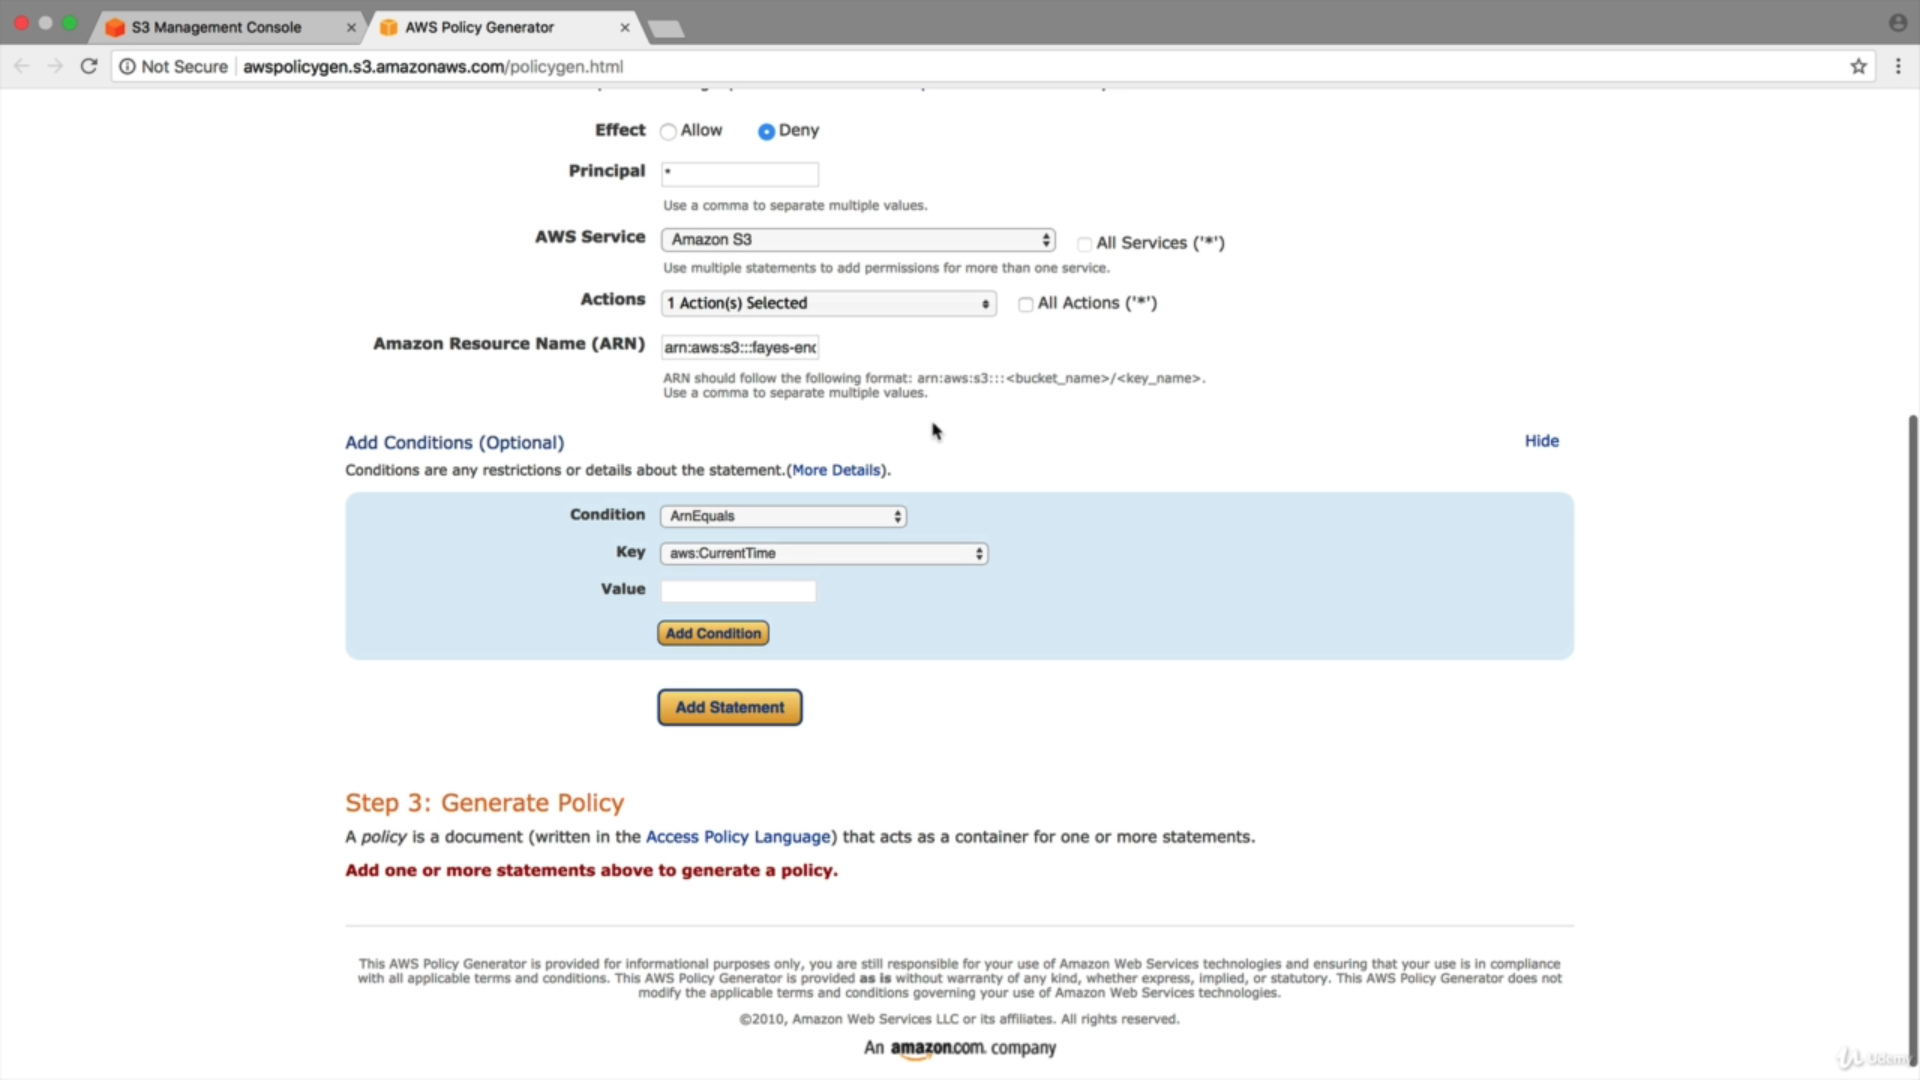 S3 Management Console
AWS Policy Generator
Not Secure awspolicygen.s3.amazonaws.com/policygen.html
Effect Allow Deny
Principal *
Use a comma to separate multiple values.
AWS Service Amazon S3 All Services ('*')
Use multiple statements to add permissions for more than one service.
Actions 1 Action(s) Selected All Actions ('*')
Amazon Resource Name (ARN) arn:aws:s3:::fayes-enc
ARN should follow the following format: arn:aws:s3:::<bucket_name>/<key_name>.
Use a comma to separate multiple values.
Add Conditions (Optional) Hide
Conditions are any restrictions or details about the statement.(More Details).
Condition ArnEquals
Key aws:CurrentTime
Value
Add Condition
Add Statement
Step 3: Generate Policy
A policy is a document (written in the Access Policy Language) that acts as a container for one or more statements.
Add one or more statements above to generate a policy.
This AWS Policy Generator is provided for informational purposes only, you are still responsible for your use of Amazon Web Services technologies and ensuring that your use is in compliance
with all applicable terms and conditions. This AWS Policy Generator is provided as is without warranty of any kind, whether express, implied, or statutory. This AWS Policy Generator does not
modify the applicable terms and conditions governing your use of Amazon Web Services technologies.
©2010, Amazon Web Services LLC or its affiliates. All rights reserved.
An amazon.com. company
Udemy